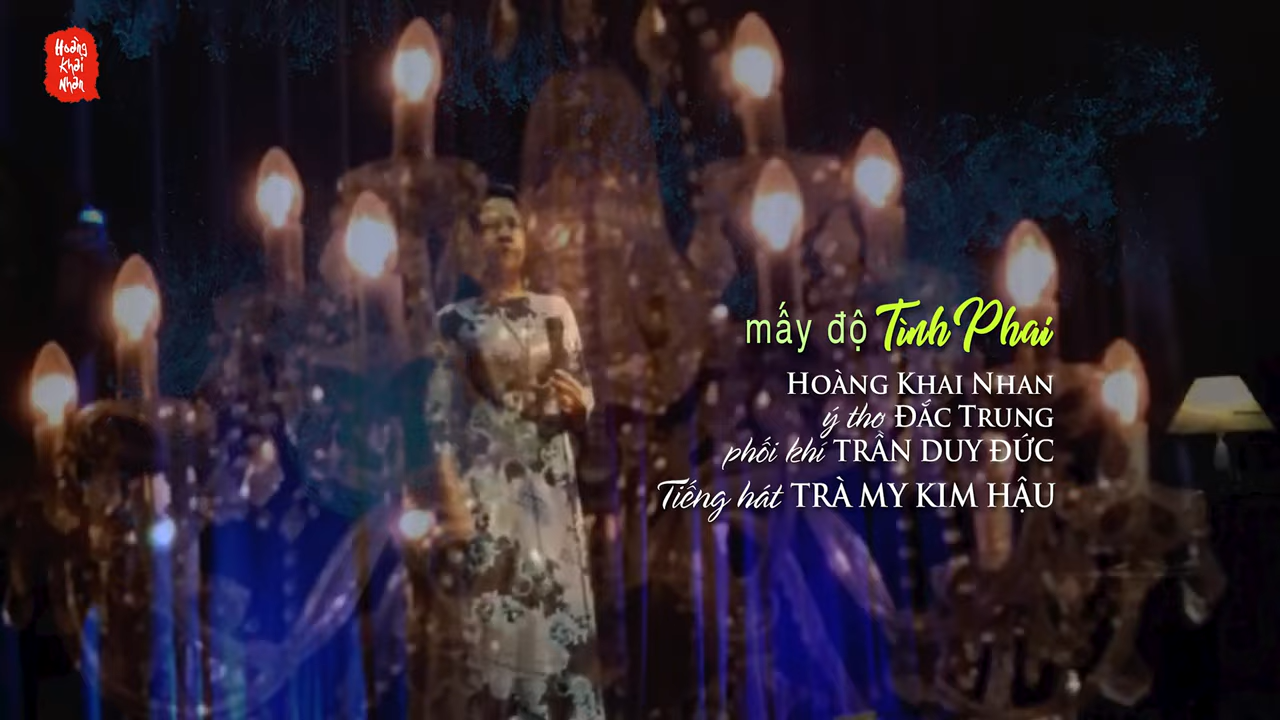 Hoàng
Khai
Nhan
mấy độ Tình Phai
HOÀNG KHAI NHAN
ý thơ ĐẮC TRUNG
phối khí TRẦN DUY ĐỨC
Tiếng hát TRÀ MY KIM HẬU